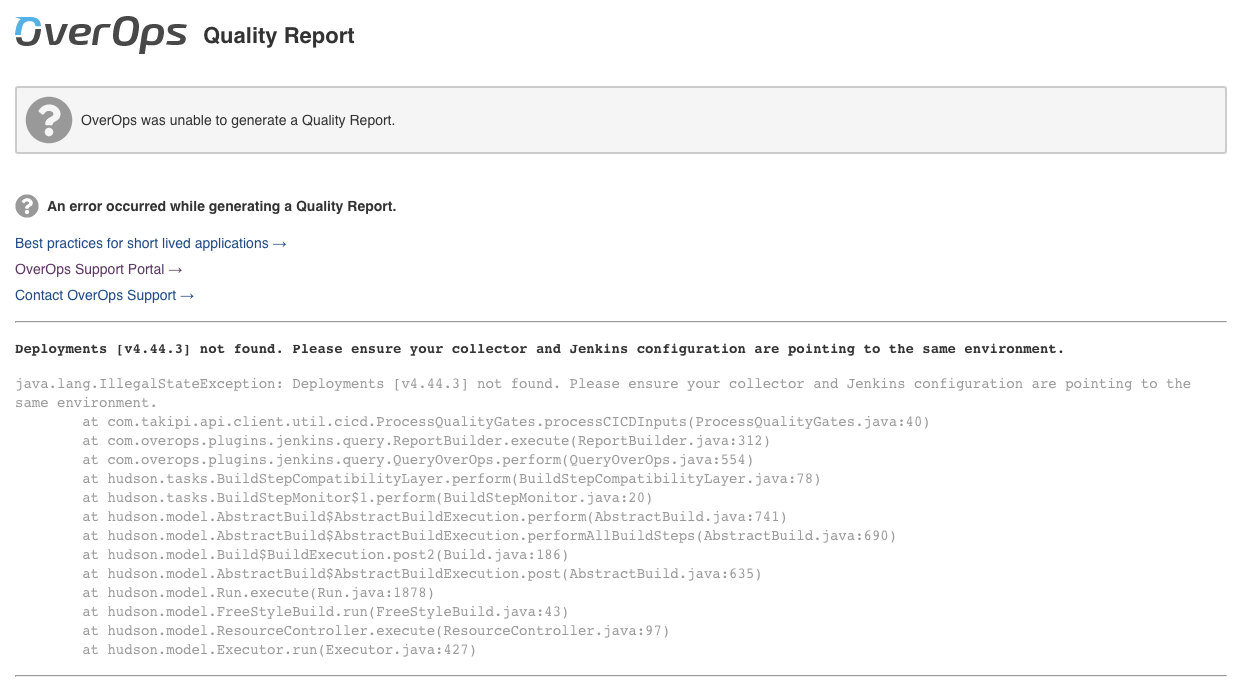 OverOps Quality Report
OverOps was unable to generate a Quality Report.
An error occurred while generating a Quality Report.
Best practices for short lived applications →
OverOps Support Portal →
Contact OverOps Support →
Deployments [v4.44.3] not found. Please ensure your collector and Jenkins configuration are pointing to the same environment.
java.lang.IllegalStateException: Deployments [v4.44.3] not found. Please ensure your collector and Jenkins configuration are pointing to the
same environment.
at com.takipi.api.client.util.cicd.ProcessQualityGates.processCICDInputs(ProcessQualityGates.java:40)
at com.overops.plugins.jenkins.query.ReportBuilder.execute(ReportBuilder.java:312)
at com.overops.plugins.jenkins.query.QueryOverOps.perform(QueryOverOps.java:554)
at hudson.tasks.BuildStepCompatibilityLayer.perform(BuildStepCompatibilityLayer.java:78)
at hudson.tasks.BuildStepMonitor$1.perform(BuildStepMonitor.java:20)
at hudson.model.AbstractBuild$AbstractBuildExecution.perform(AbstractBuild.java:741)
at hudson.model.AbstractBuild$AbstractBuildExecution.performAllBuildSteps(AbstractBuild.java:690)
at hudson.model.Build$BuildExecution.post2(Build.java:186)
at hudson.model.AbstractBuild$AbstractBuildExecution.post(AbstractBuild.java:635)
at hudson.model.Run.execute(Run.java:1878)
at hudson.model.FreeStyleBuild.run(FreeStyleBuild.java:43)
at hudson.model.ResourceController.execute(ResourceController.java:97)
at hudson.model.Executor.run(Executor.java:427)